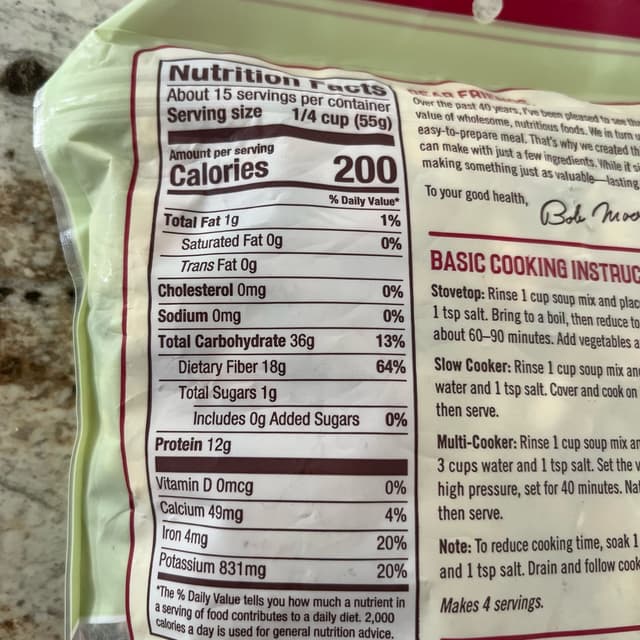 Nutrition Facts
About 15 servings per container
Serving size 1/4 cup (55g)
Amount per serving
Calories 200
% Daily Value*
Total Fat 1g 1%
Saturated Fat 0g 0%
Trans Fat 0g
Cholesterol 0mg 0%
Sodium 0mg 0%
Total Carbohydrate 36g 13%
Dietary Fiber 18g 64%
Total Sugars 1g
Includes 0g Added Sugars 0%
Protein 12g
Vitamin D 0mcg 0%
Calcium 49mg 4%
Iron 4mg 20%
Potassium 831mg 20%
*The % Daily Value tells you how much a nutrient in
a serving of food contributes to a daily diet. 2,000
calories a day is used for general nutrition advice.
DEAR
Over the past 40 years, I've been pleased to see
value of wholesome, nutritious foods. We in turn
easy-to-prepare meal. That's why we created
can make with just a few ingredients. While it
making something just as valuable—lasting
To your good health,
Bob
BASIC COOKING
Stovetop: Rinse 1 cup soup mix and
1 tsp salt. Bring to a boil, then reduce to
about 60–90 minutes. Add vegetables
Slow Cooker: Rinse 1 cup soup mix
water and 1 tsp salt. Cover and cook on
then serve.
Multi-Cooker: Rinse 1 cup soup mix
3 cups water and 1 tsp salt. Set the
high pressure, set for 40 minutes.
then serve.
Note: To reduce cooking time, soak 1
and 1 tsp salt. Drain and follow
Makes 4 servings.